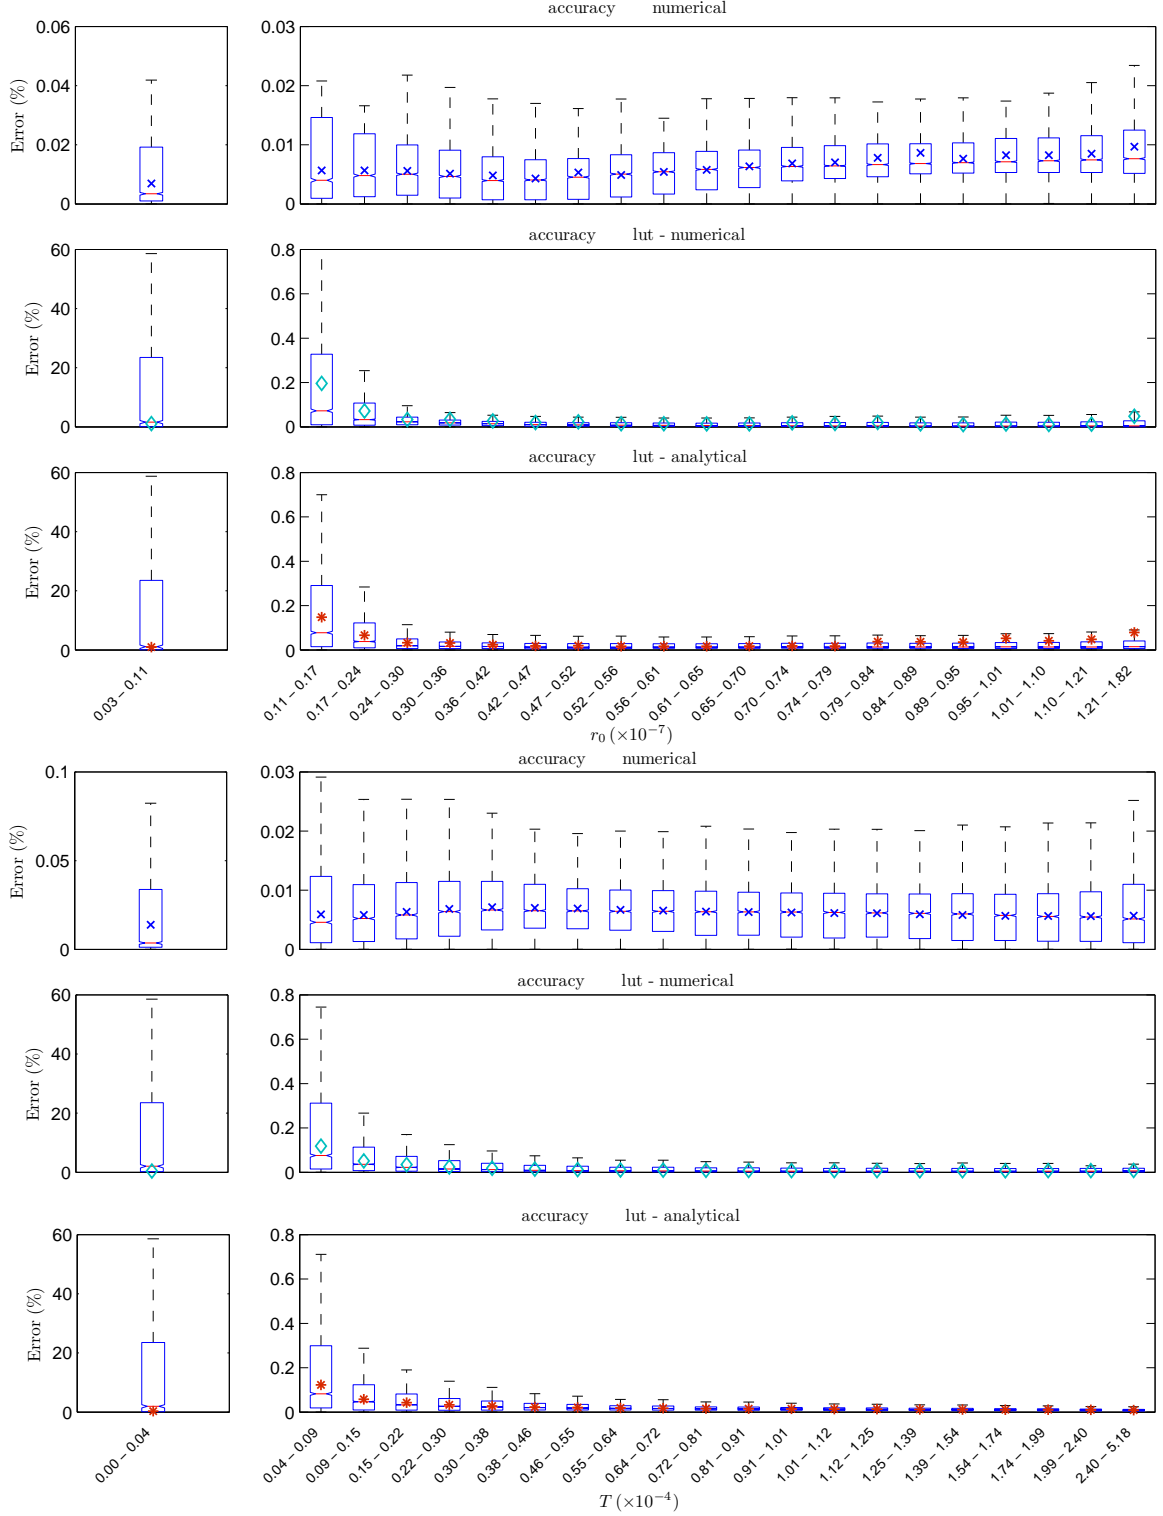 accuracy numerical
0.06
0.04
0.02
0
Error (%)
0.03
0.02
0.01
0
accuracy lut - numerical
60
40
20
0
Error (%)
0.8
0.6
0.4
0.2
0
accuracy lut - analytical
60
40
20
0
Error (%)
0.8
0.6
0.4
0.2
0
0.03 – 0.11
0.11 – 0.17
0.17 – 0.24
0.24 – 0.30
0.30 – 0.36
0.36 – 0.42
0.42 – 0.47
0.47 – 0.52
0.52 – 0.56
0.56 – 0.61
0.61 – 0.65
0.65 – 0.70
0.70 – 0.74
0.74 – 0.79
0.79 – 0.84
0.84 – 0.89
0.89 – 0.95
0.95 – 1.01
1.01 – 1.10
1.10 – 1.21
1.21 – 1.82
r₀ (×10⁻⁷)
accuracy numerical
0.1
0.05
0
Error (%)
0.03
0.02
0.01
0
accuracy lut - numerical
60
40
20
0
Error (%)
0.8
0.6
0.4
0.2
0
accuracy lut - analytical
60
40
20
0
Error (%)
0.8
0.6
0.4
0.2
0
0.00 – 0.04
0.04 – 0.09
0.09 – 0.15
0.15 – 0.22
0.22 – 0.30
0.30 – 0.38
0.38 – 0.46
0.46 – 0.55
0.55 – 0.64
0.64 – 0.72
0.72 – 0.81
0.81 – 0.91
0.91 – 1.01
1.01 – 1.12
1.12 – 1.25
1.25 – 1.39
1.39 – 1.54
1.54 – 1.74
1.74 – 1.99
1.99 – 2.40
2.40 – 5.18
T (×10⁻⁴)